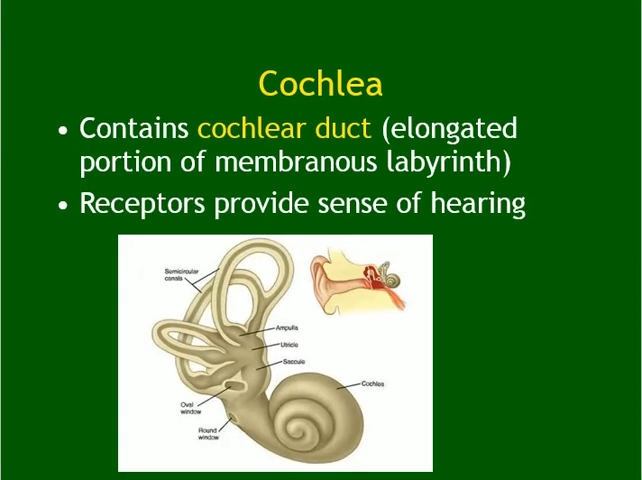 Cochlea
• Contains cochlear duct (elongated
portion of membranous labyrinth)
• Receptors provide sense of hearing
Semicircular
canals
Ampulla
Utricle
Saccule
Cochlea
Oval
window
Round
window